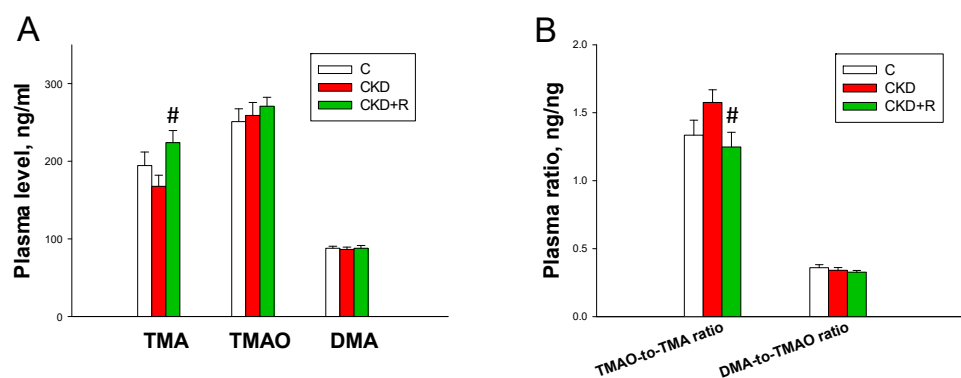 A
Plasma level, ng/ml
300
200
100
0
C
CKD
CKD+R
#
TMA
TMAO
DMA
B
Plasma ratio, ng/ng
2.0
1.5
1.0
0.5
0.0
C
CKD
CKD+R
#
TMAO-to-TMA ratio
DMA-to-TMAO ratio